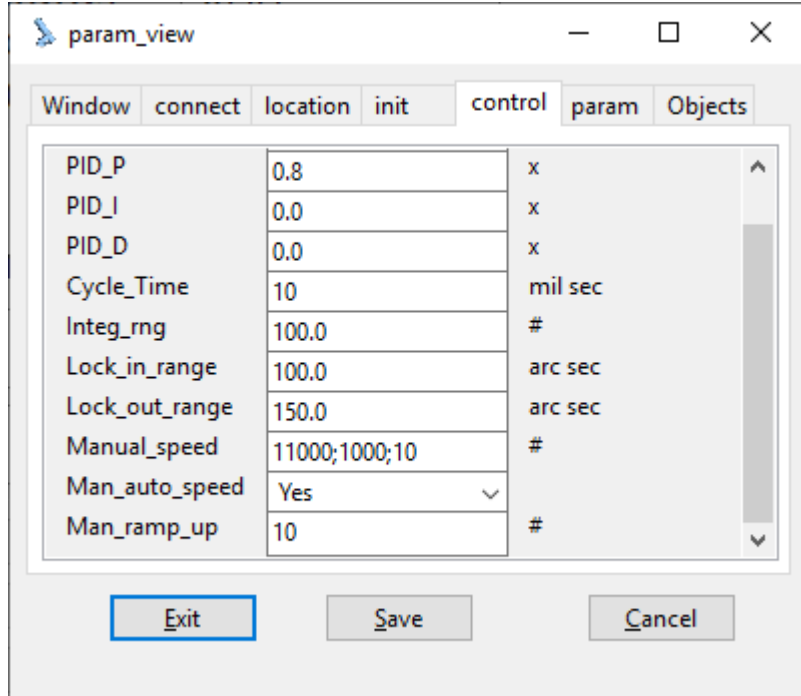 param_view
Window connect location init control param Objects
PID_P 0.8 x
PID_I 0.0 x
PID_D 0.0 x
Cycle_Time 10 mil sec
Integ_rng 100.0 #
Lock_in_range 100.0 arc sec
Lock_out_range 150.0 arc sec
Manual_speed 11000;1000;10 #
Man_auto_speed Yes
Man_ramp_up 10 #
Exit Save Cancel